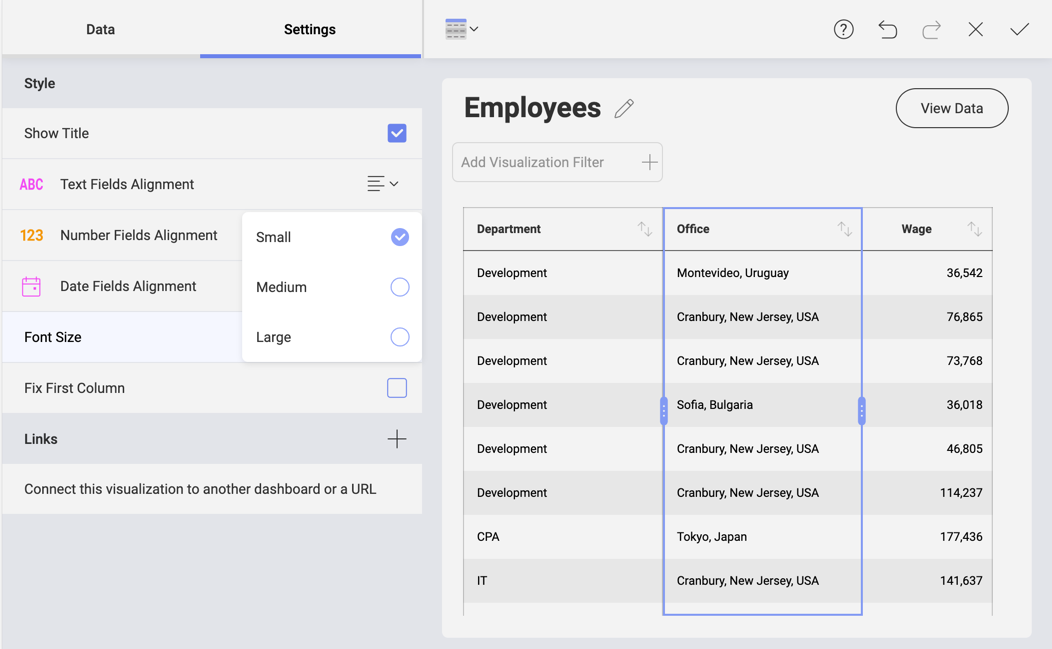 Data
Settings
Style
Show Title
ABC Text Fields Alignment
123 Number Fields Alignment
Date Fields Alignment
Font Size
Small
Medium
Large
Fix First Column
Links
Connect this visualization to another dashboard or a URL
?
Employees
View Data
Add Visualization Filter
Department Office Wage
Development Montevideo, Uruguay 36,542
Development Cranbury, New Jersey, USA 76,865
Development Cranbury, New Jersey, USA 73,768
Development Sofia, Bulgaria 36,018
Development Cranbury, New Jersey, USA 46,805
Development Cranbury, New Jersey, USA 114,237
CPA Tokyo, Japan 177,436
IT Cranbury, New Jersey, USA 141,637